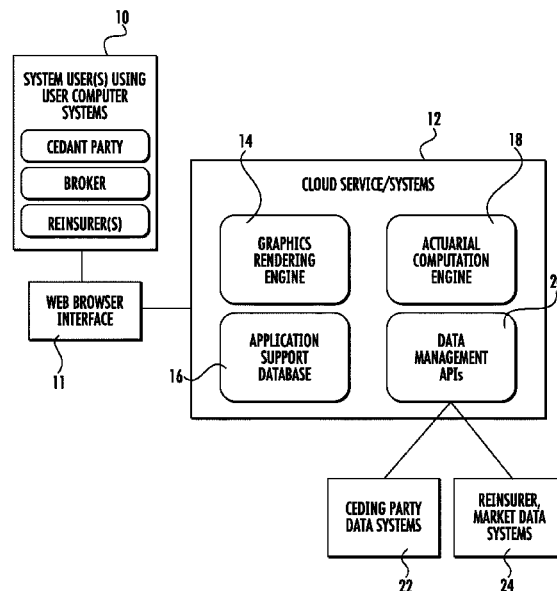 10
SYSTEM USER(S) USING
USER COMPUTER
SYSTEMS
CEDANT PARTY
BROKER
REINSURER(S)
WEB BROWSER
INTERFACE
11
12
CLOUD SERVICE/SYSTEMS
14
18
GRAPHICS
RENDERING
ENGINE
ACTUARIAL
COMPUTATION
ENGINE
16
APPLICATION
SUPPORT
DATABASE
DATA
MANAGEMENT
APIs
CEDING PARTY
DATA SYSTEMS
22
REINSURER,
MARKET DATA
SYSTEMS
24